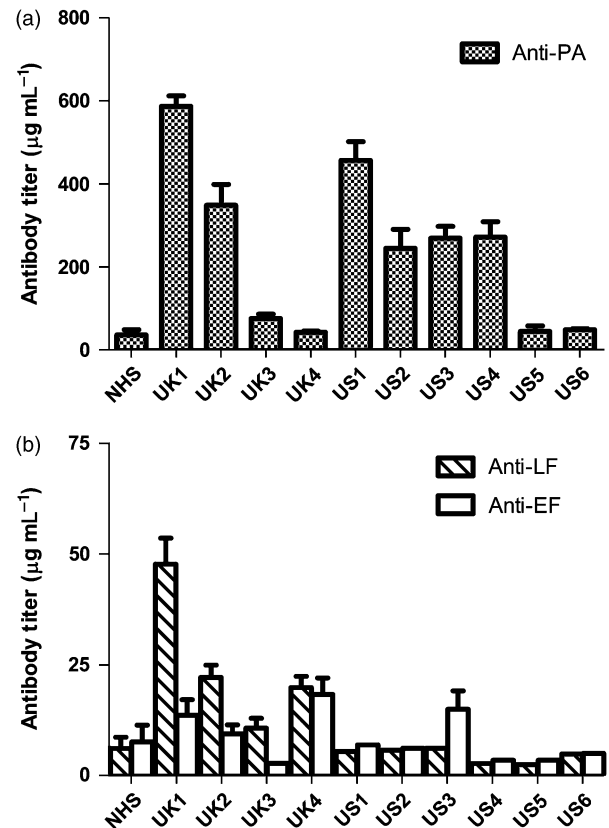 (a)
800
600
400
200
0
Antibody titer (µg mL⁻¹)
Anti-PA
NHS UK1 UK2 UK3 UK4 US1 US2 US3 US4 US5 US6
(b)
75
50
25
0
Antibody titer (µg mL⁻¹)
Anti-LF
Anti-EF
NHS UK1 UK2 UK3 UK4 US1 US2 US3 US4 US5 US6